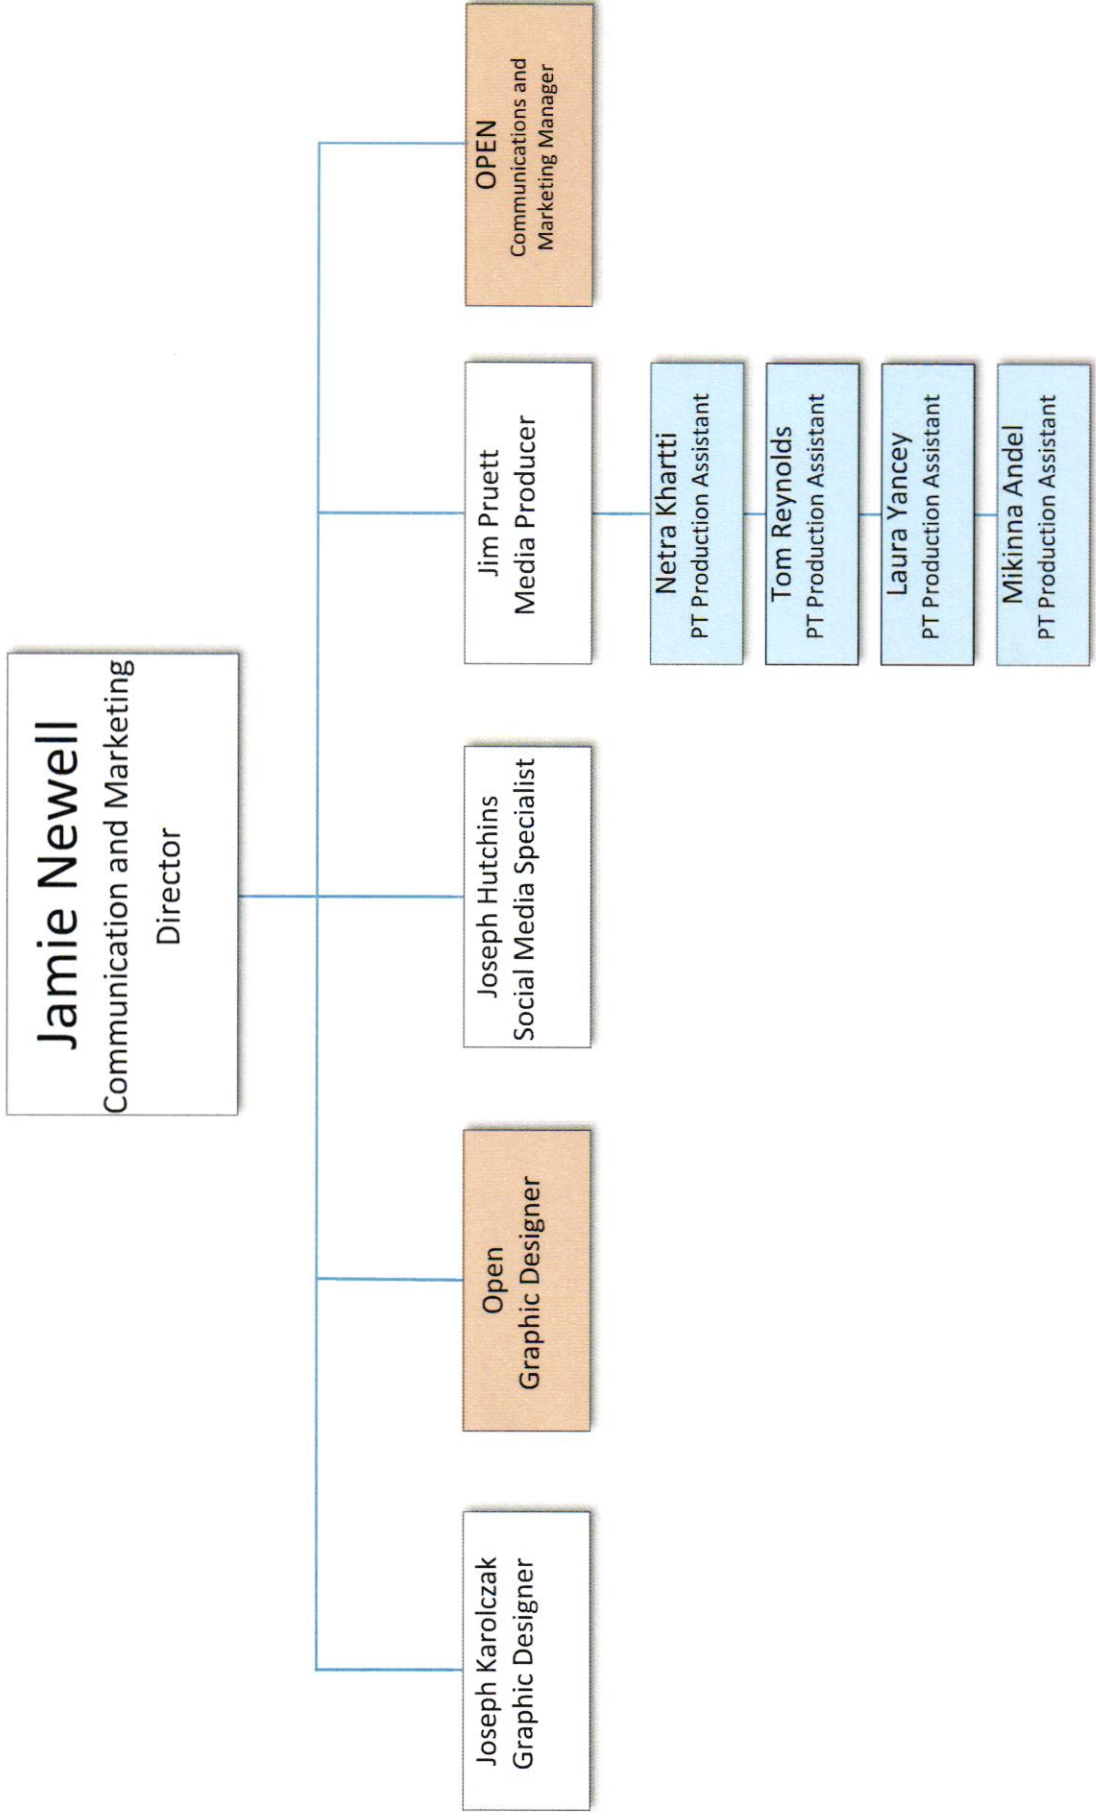 Jamie Newell
Communication and Marketing
Director
Joseph Karolczak
Graphic Designer
Open
Graphic Designer
Joseph Hutchins
Social Media Specialist
Jim Pruett
Media Producer
OPEN
Communications and
Marketing Manager
Netra Khartti
PT Production Assistant
Tom Reynolds
PT Production Assistant
Laura Yancey
PT Production Assistant
Mikinna Andel
PT Production Assistant